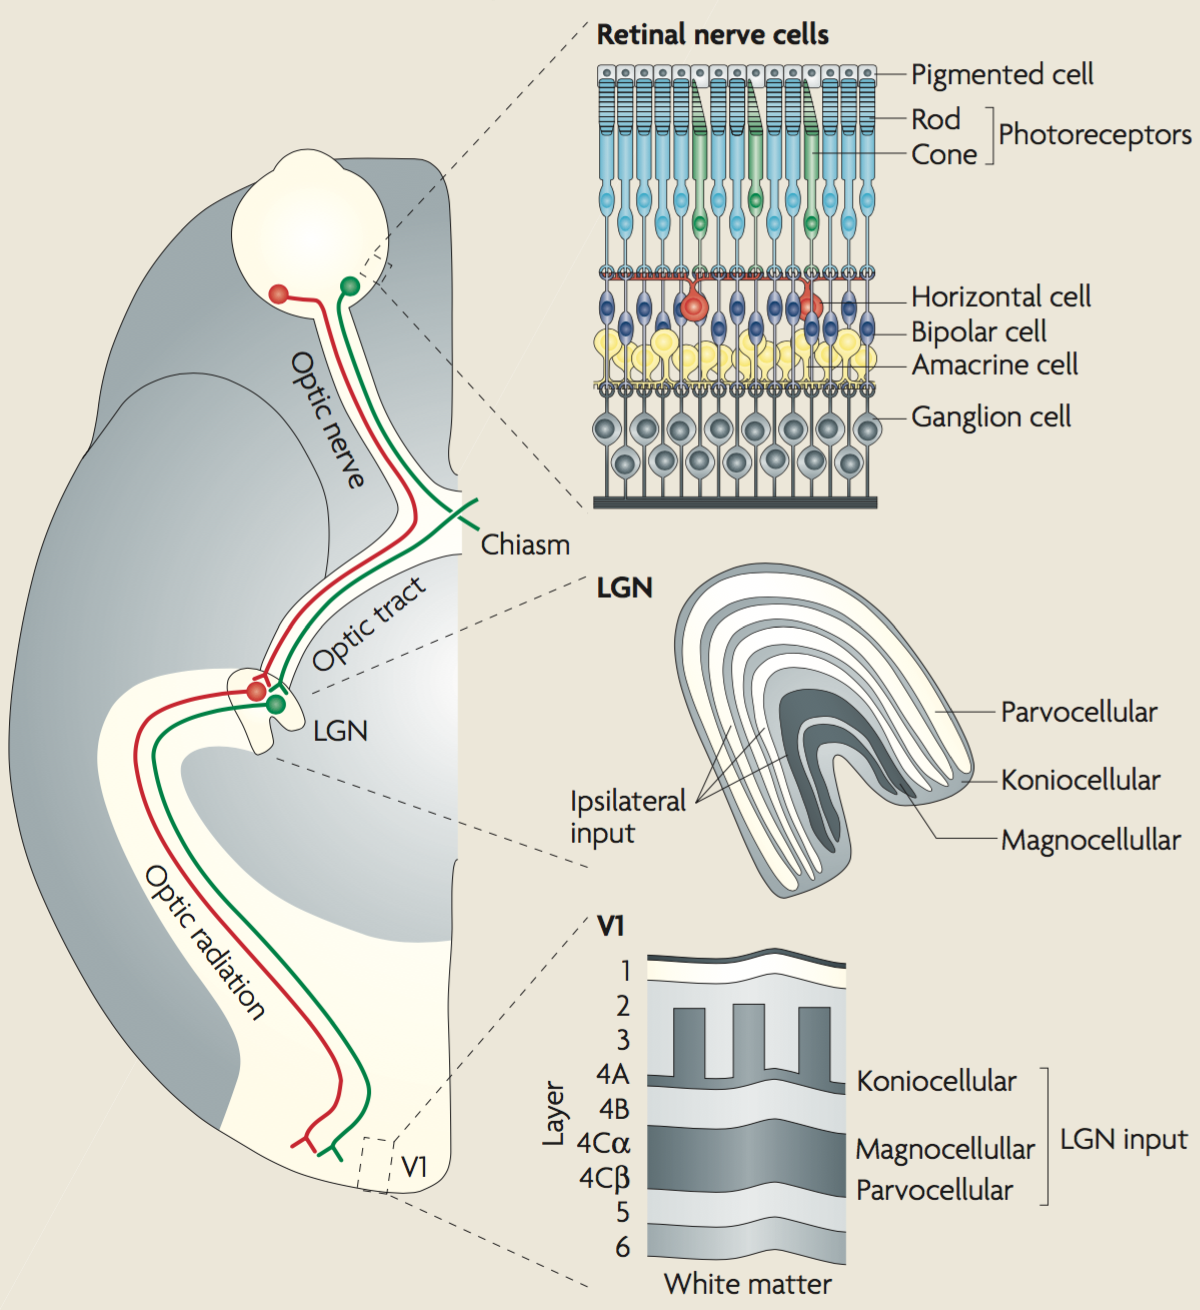 Retinal nerve cells
Pigmented cell
Rod
Cone
Photoreceptors
Horizontal cell
Bipolar cell
Amacrine cell
Ganglion cell
Optic nerve
Chiasm
Optic tract
LGN
LGN
Parvocellular
Koniocellular
Magnocellullar
Ipsilateral
input
Optic radiation
V1
V1
Layer
1
2
3
4A
4B
4Cα
4Cβ
5
6
Koniocellular
Magnocellullar
Parvocellular
LGN input
White matter